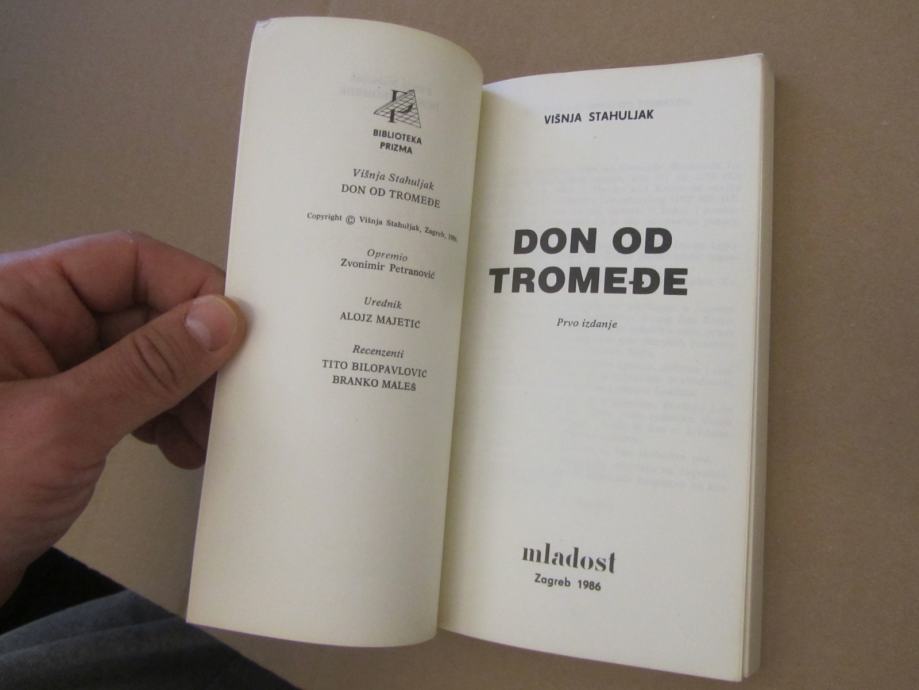 BIBLIOTEKA
PRIZMA
Višnja Stahuljak
DON OD TROMEĐE
Copyright © Višnja Stahuljak, Zagreb, 1986.
Opremio
Zvonimir Petranović
Urednik
ALOJZ MAJETIĆ
Recenzenti
TITO BILOPAVLOVIĆ
BRANKO MALEŠ
VIŠNJA STAHULJAK
DON OD
TROMEĐE
Prvo izdanje
mladost
Zagreb 1986